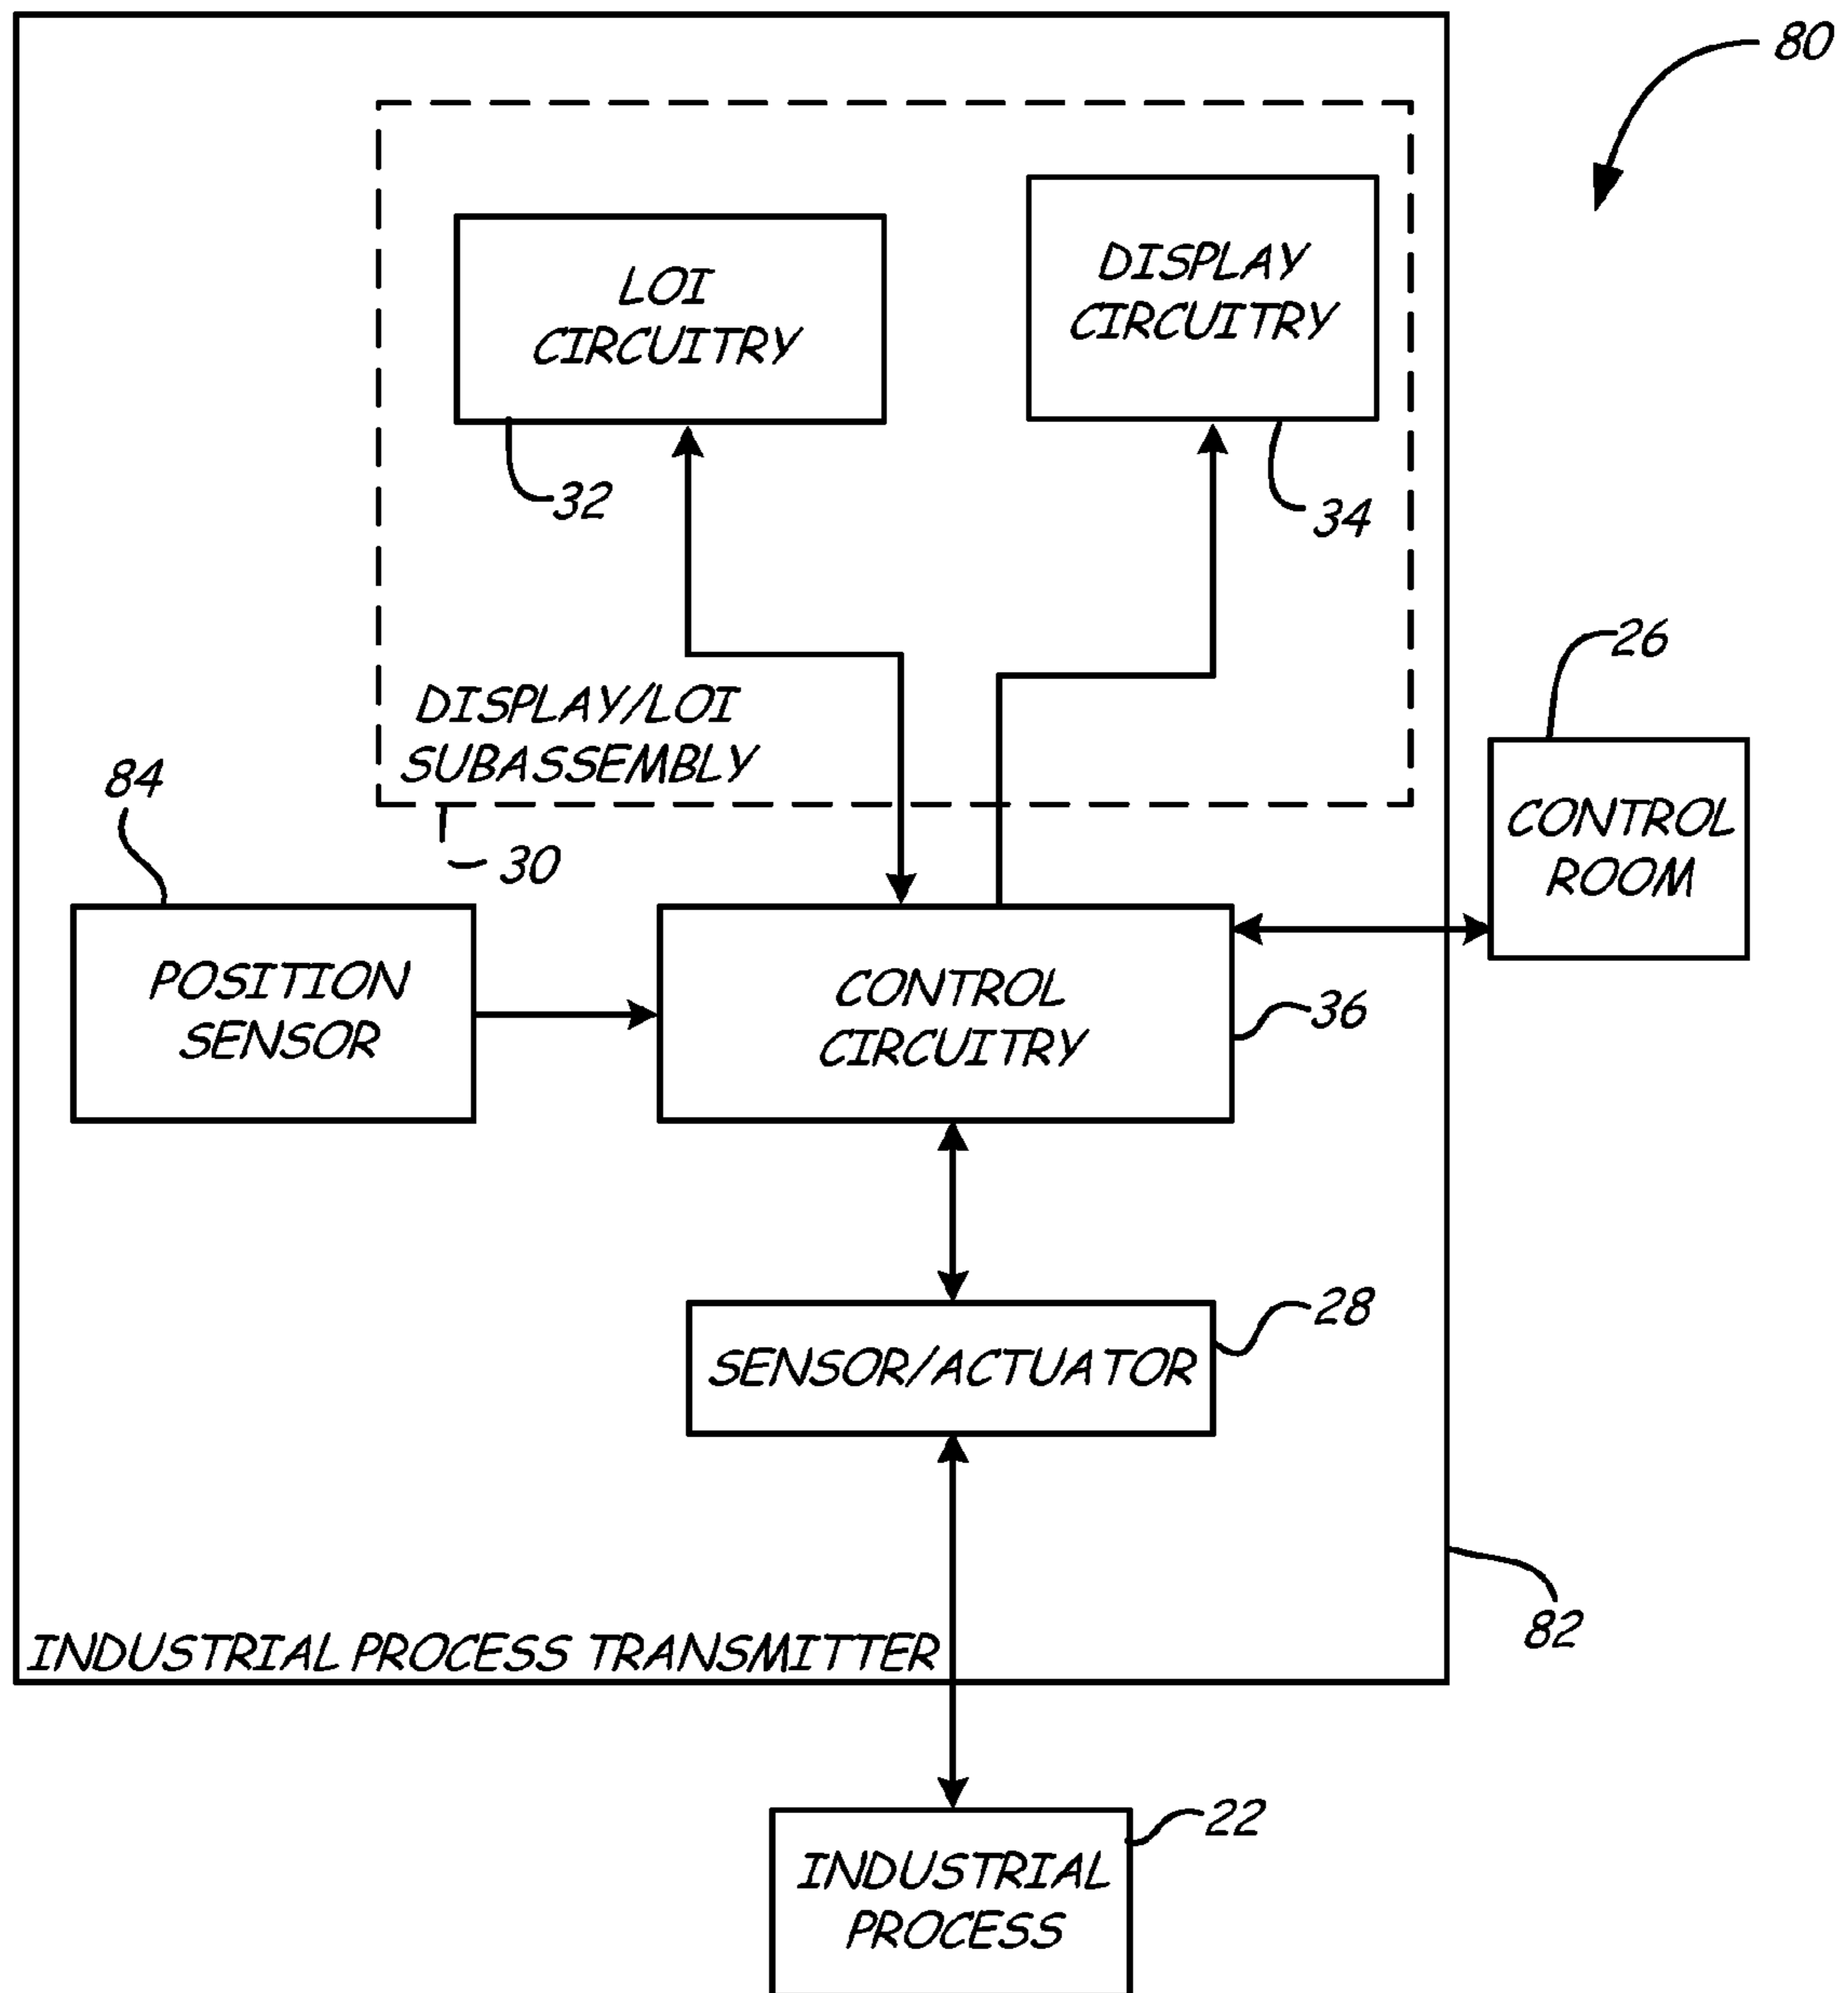 80
LOI
CIRCUITRY
DISPLAY
CIRCUITRY
32
34
DISPLAY/LOI
SUBASSEMBLY
30
26
CONTROL
ROOM
84
POSITION
SENSOR
CONTROL
CIRCUITRY
36
SENSOR/ACTUATOR
28
INDUSTRIAL PROCESS TRANSMITTER
82
22
INDUSTRIAL
PROCESS